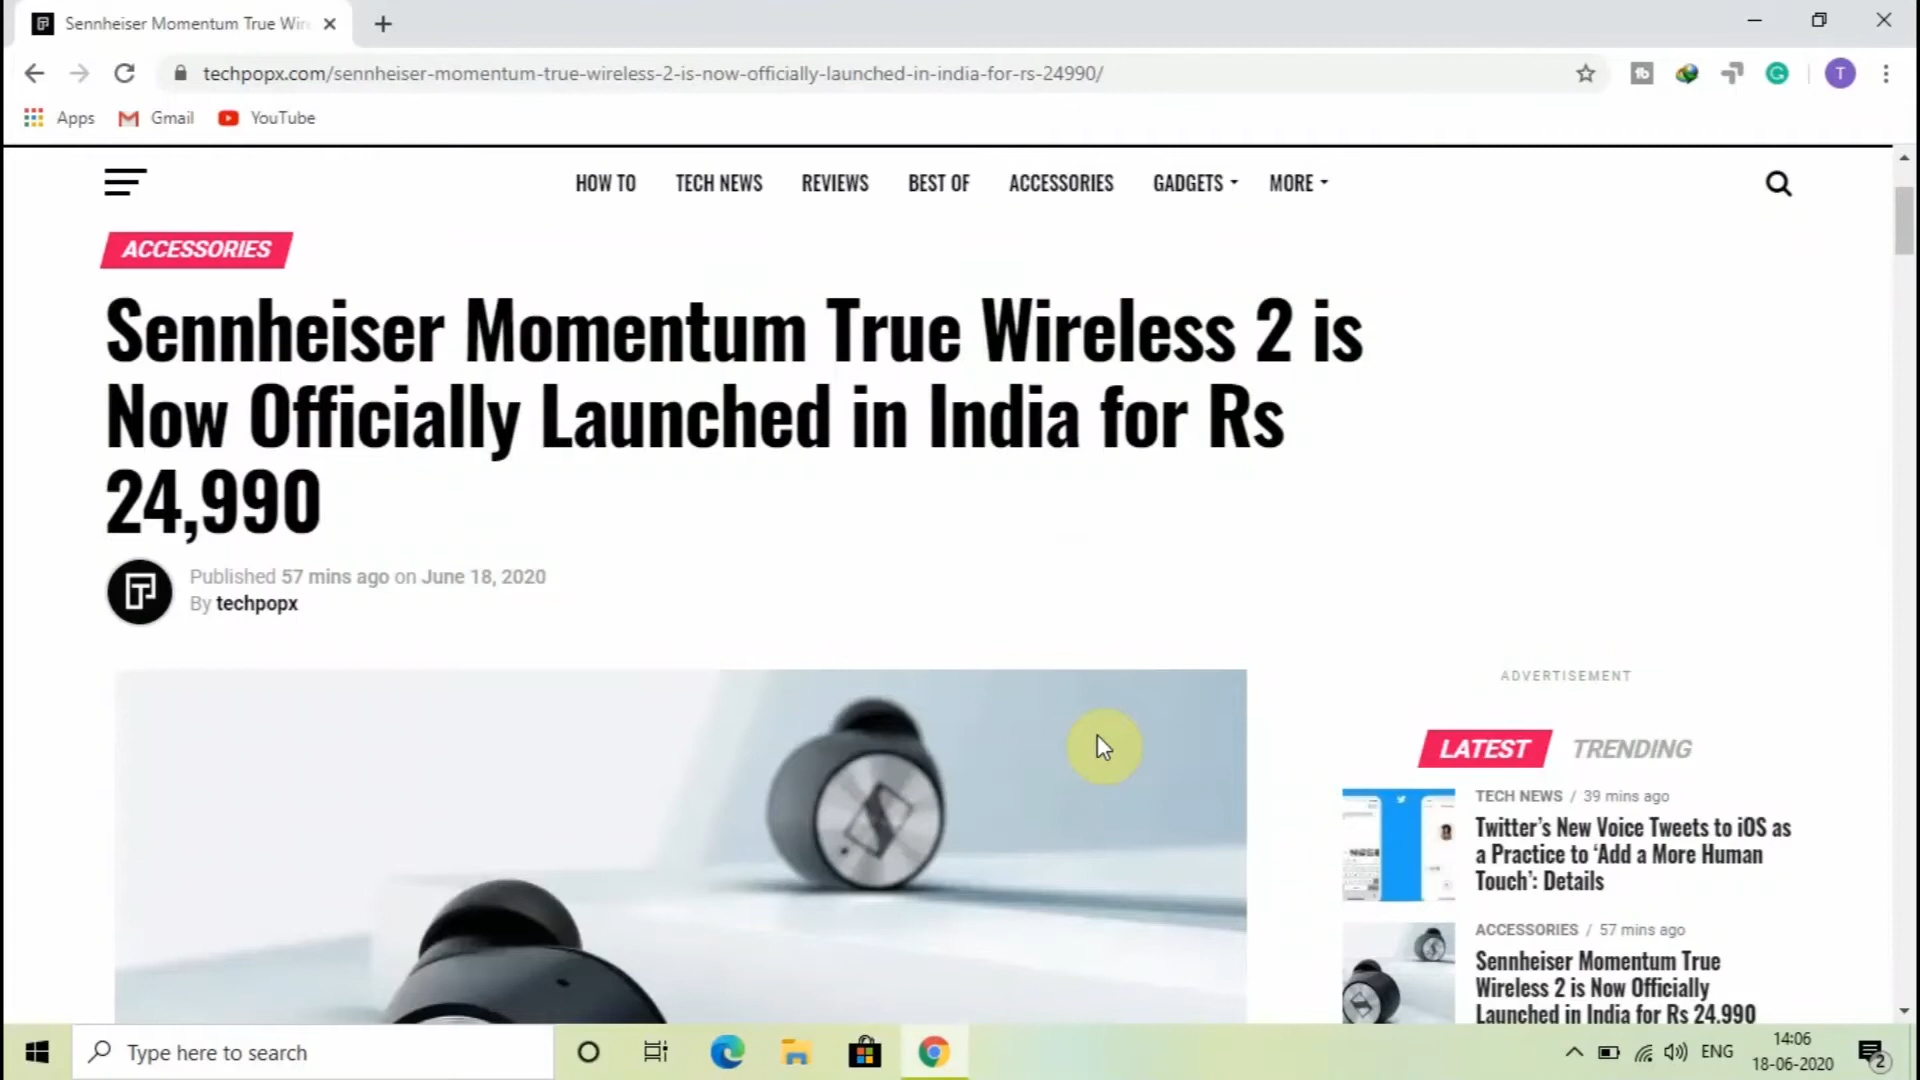 Sennheiser Momentum True Wir
techpopx.com/sennheiser-momentum-true-wireless-2-is-now-officially-launched-in-india-for-rs-24990/
T
Apps
Gmail
YouTube
HOW TO
TECH NEWS
REVIEWS
BEST OF
ACCESSORIES
GADGETS
MORE
ACCESSORIES
Sennheiser Momentum True Wireless 2 is
Now Officially Launched in India for Rs
24,990
Published 57 mins ago on June 18, 2020
By techpopx
ADVERTISEMENT
LATEST
TRENDING
TECH NEWS / 39 mins ago
Twitter’s New Voice Tweets to iOS as
a Practice to ‘Add a More Human
Touch’: Details
ACCESSORIES / 57 mins ago
Sennheiser Momentum True
Wireless 2 is Now Officially
Launched in India for Rs 24,990
Type here to search
ENG
14:06
18-06-2020
2